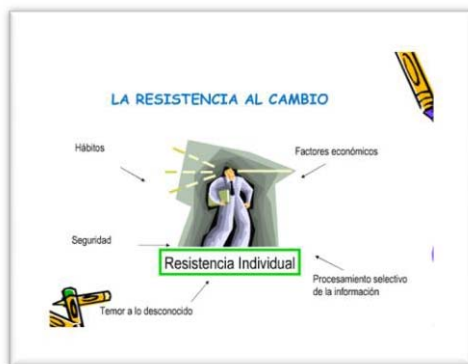 LA RESISTENCIA AL CAMBIO
Hábitos
Factores económicos
Seguridad
Resistencia Individual
Procesamiento selectivo
de la información
Temor a lo desconocido